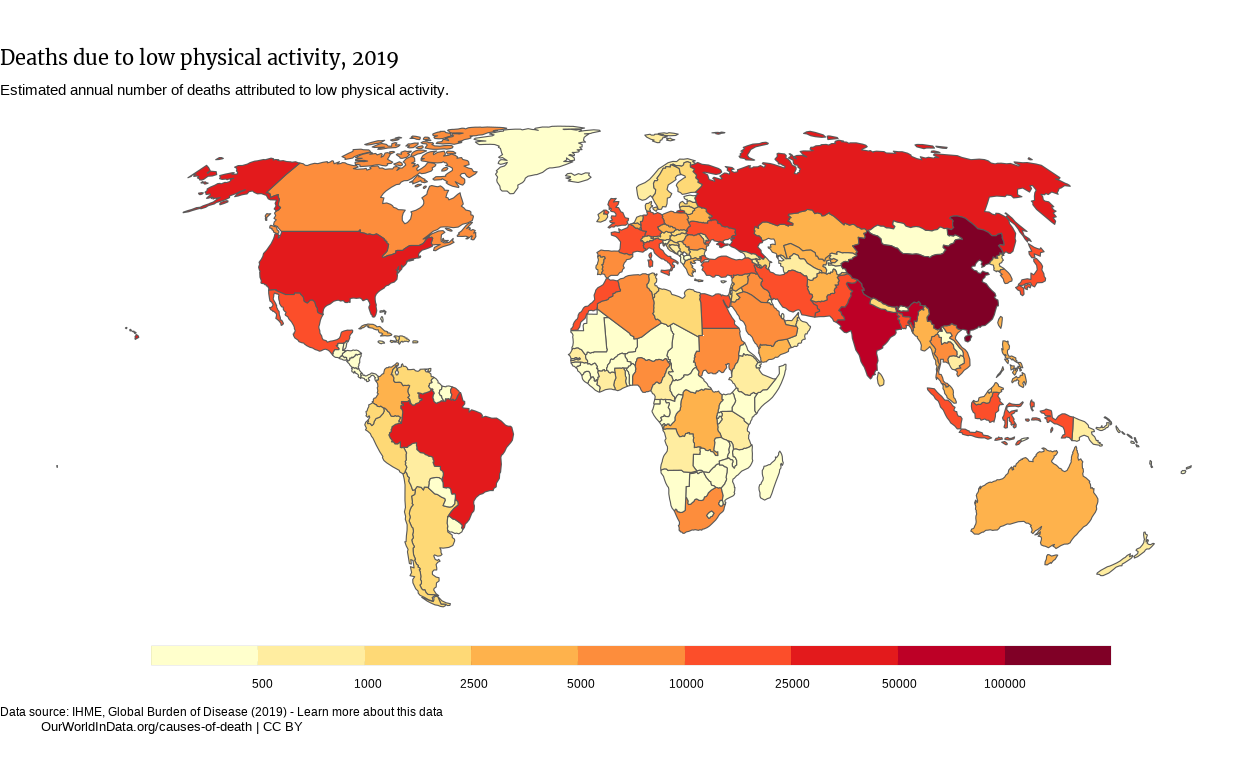 Deaths due to low physical activity, 2019
Estimated annual number of deaths attributed to low physical activity.
500 1000 2500 5000 10000 25000 50000 100000
Data source: IHME, Global Burden of Disease (2019) - Learn more about this data
OurWorldInData.org/causes-of-death | CC BY